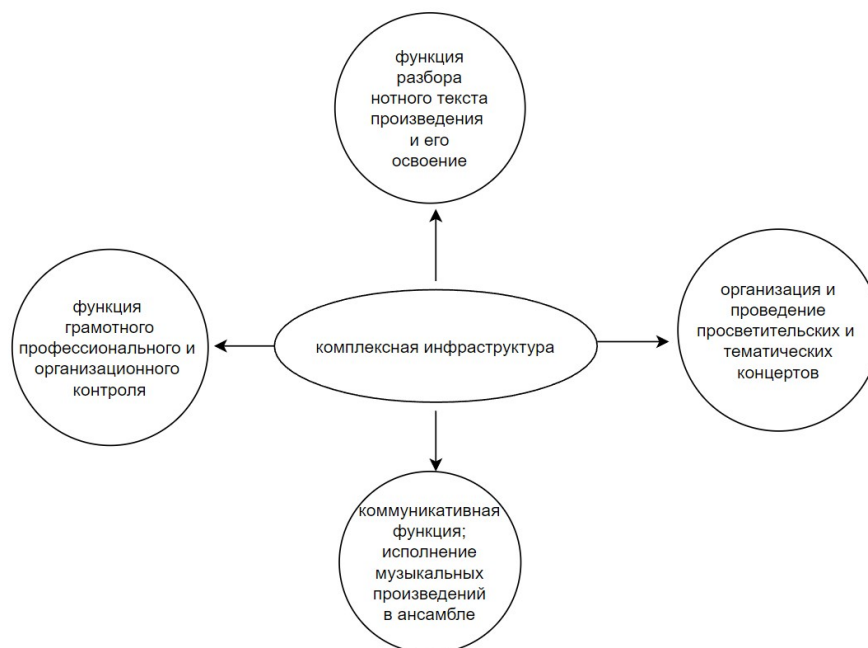 функция
разбора
нотного текста
произведения
и его
освоение
функция
грамотного
профессионального и
организационного
контроля
комплексная инфраструктура
организация и
проведение
просветительских и
тематических
концертов
коммуникативная
функция;
исполнение
музыкальных
произведений
в ансамбле